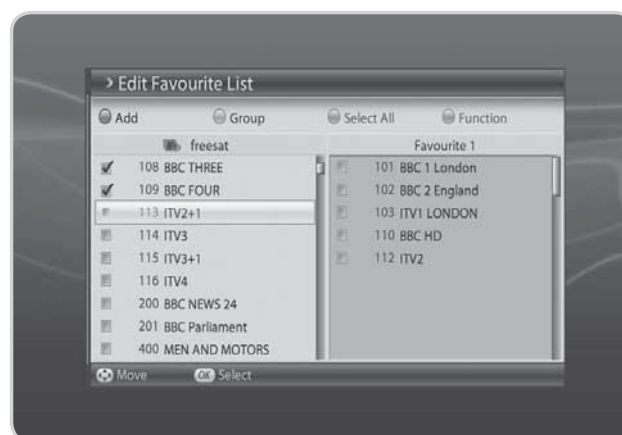 > Edit Favourite List
Add Group Select All Function
freesat Favourite 1
108 BBC THREE 101 BBC 1 London
109 BBC FOUR 102 BBC 2 England
113 ITV2+1 103 ITV1 LONDON
114 ITV3 110 BBC HD
115 ITV3+1 112 ITV2
116 ITV4
200 BBC NEWS 24
201 BBC Parliament
400 MEN AND MOTORS
Move OK Select